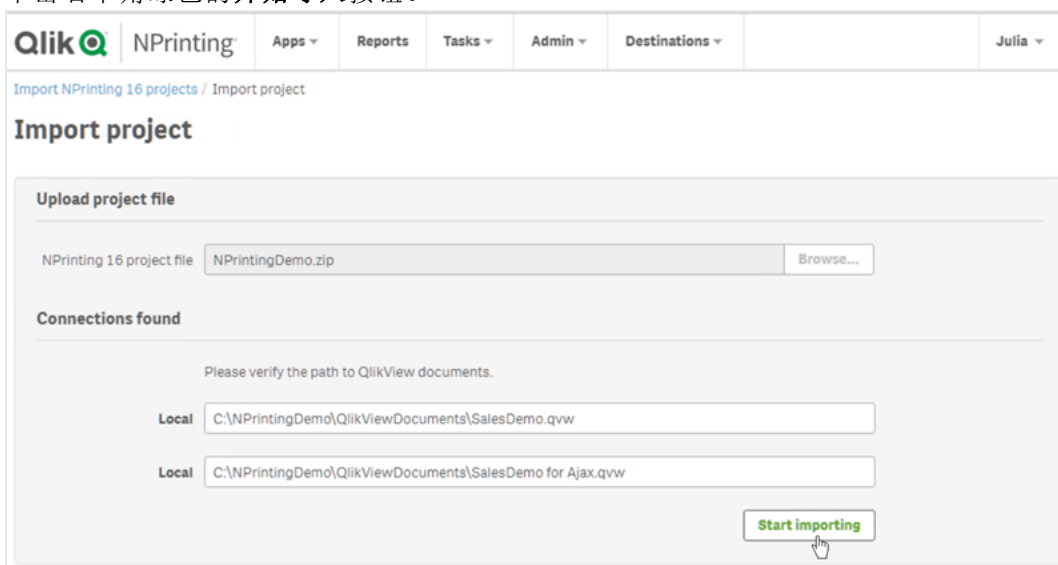 Qlik NPrinting Apps Reports Tasks Admin Destinations Julia
Import NPrinting 16 projects / Import project
Import project
Upload project file
NPrinting 16 project file NPrintingDemo.zip Browse...
Connections found
Please verify the path to QlikView documents.
Local C:\NPrintingDemo\QlikViewDocuments\SalesDemo.qvw
Local C:\NPrintingDemo\QlikViewDocuments\SalesDemo for Ajax.qvw
Start importing